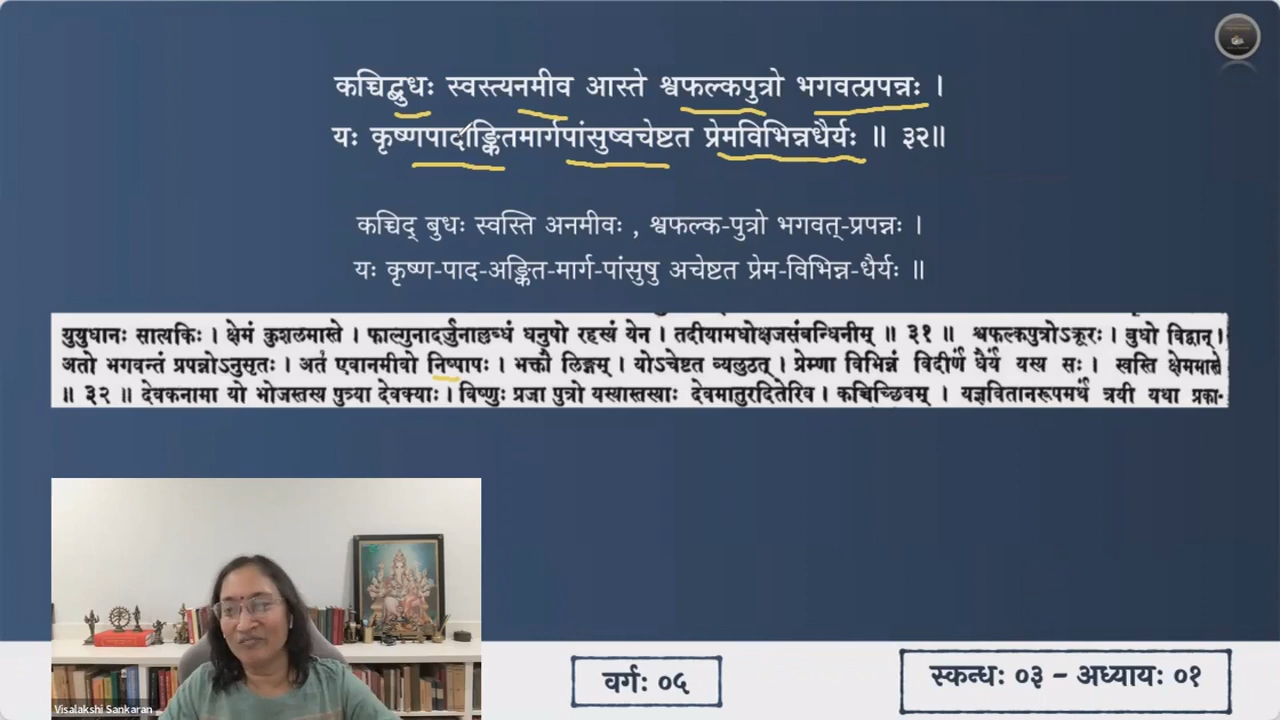 कच्चिद्बुधः स्वस्त्यनमीव आस्ते श्वफल्कपुत्रो भगवत्प्रपन्नः ।
यः कृष्णपादाङ्कितमार्गपांसुष्वचेष्टत प्रेमविभिन्नधैर्यः ॥ ३२॥
कच्चिद् बुधः स्वस्ति अनमीवः , श्वफल्क-पुत्रो भगवत्-प्रपन्नः ।
यः कृष्ण-पाद-अङ्कित-मार्ग-पांसुषु अचेष्टत प्रेम-विभिन्न-धैर्यः ॥
युयुधानः सात्यकिः । क्षेमं कुशलमास्ते । फाल्गुनादर्जुनाल्लब्धं धनुषो रहस्यं येन । तदीयामधोक्षजसंबन्धिनीम् ॥ ३१ ॥ श्वफल्कपुत्रोऽक्रूरः । बुधो विद्वान् ।
अतो भगवन्तं प्रपन्नोऽनुसृतः । अत एवानमीवो निष्पापः । भक्तौ लिङ्गम् । योऽचेष्टत व्यलुठत् । प्रेम्णा विभिन्नं विदीर्णं धैर्यं यस्य सः । स्वस्ति क्षेममास्ते
॥ ३२ ॥ देवकनामा यो भोजस्तस्य पुत्र्या देवक्याः । विष्णुः प्रजा पुत्रो यस्यास्तस्याः देवमातुरदितेरिव । कच्चिच्छिवम् । यज्ञवितानरूपमर्थं त्रयी यथा प्रका-
Visalakshi Sankaran
वर्गः ०५
स्कन्धः ०३ - अध्यायः ०१